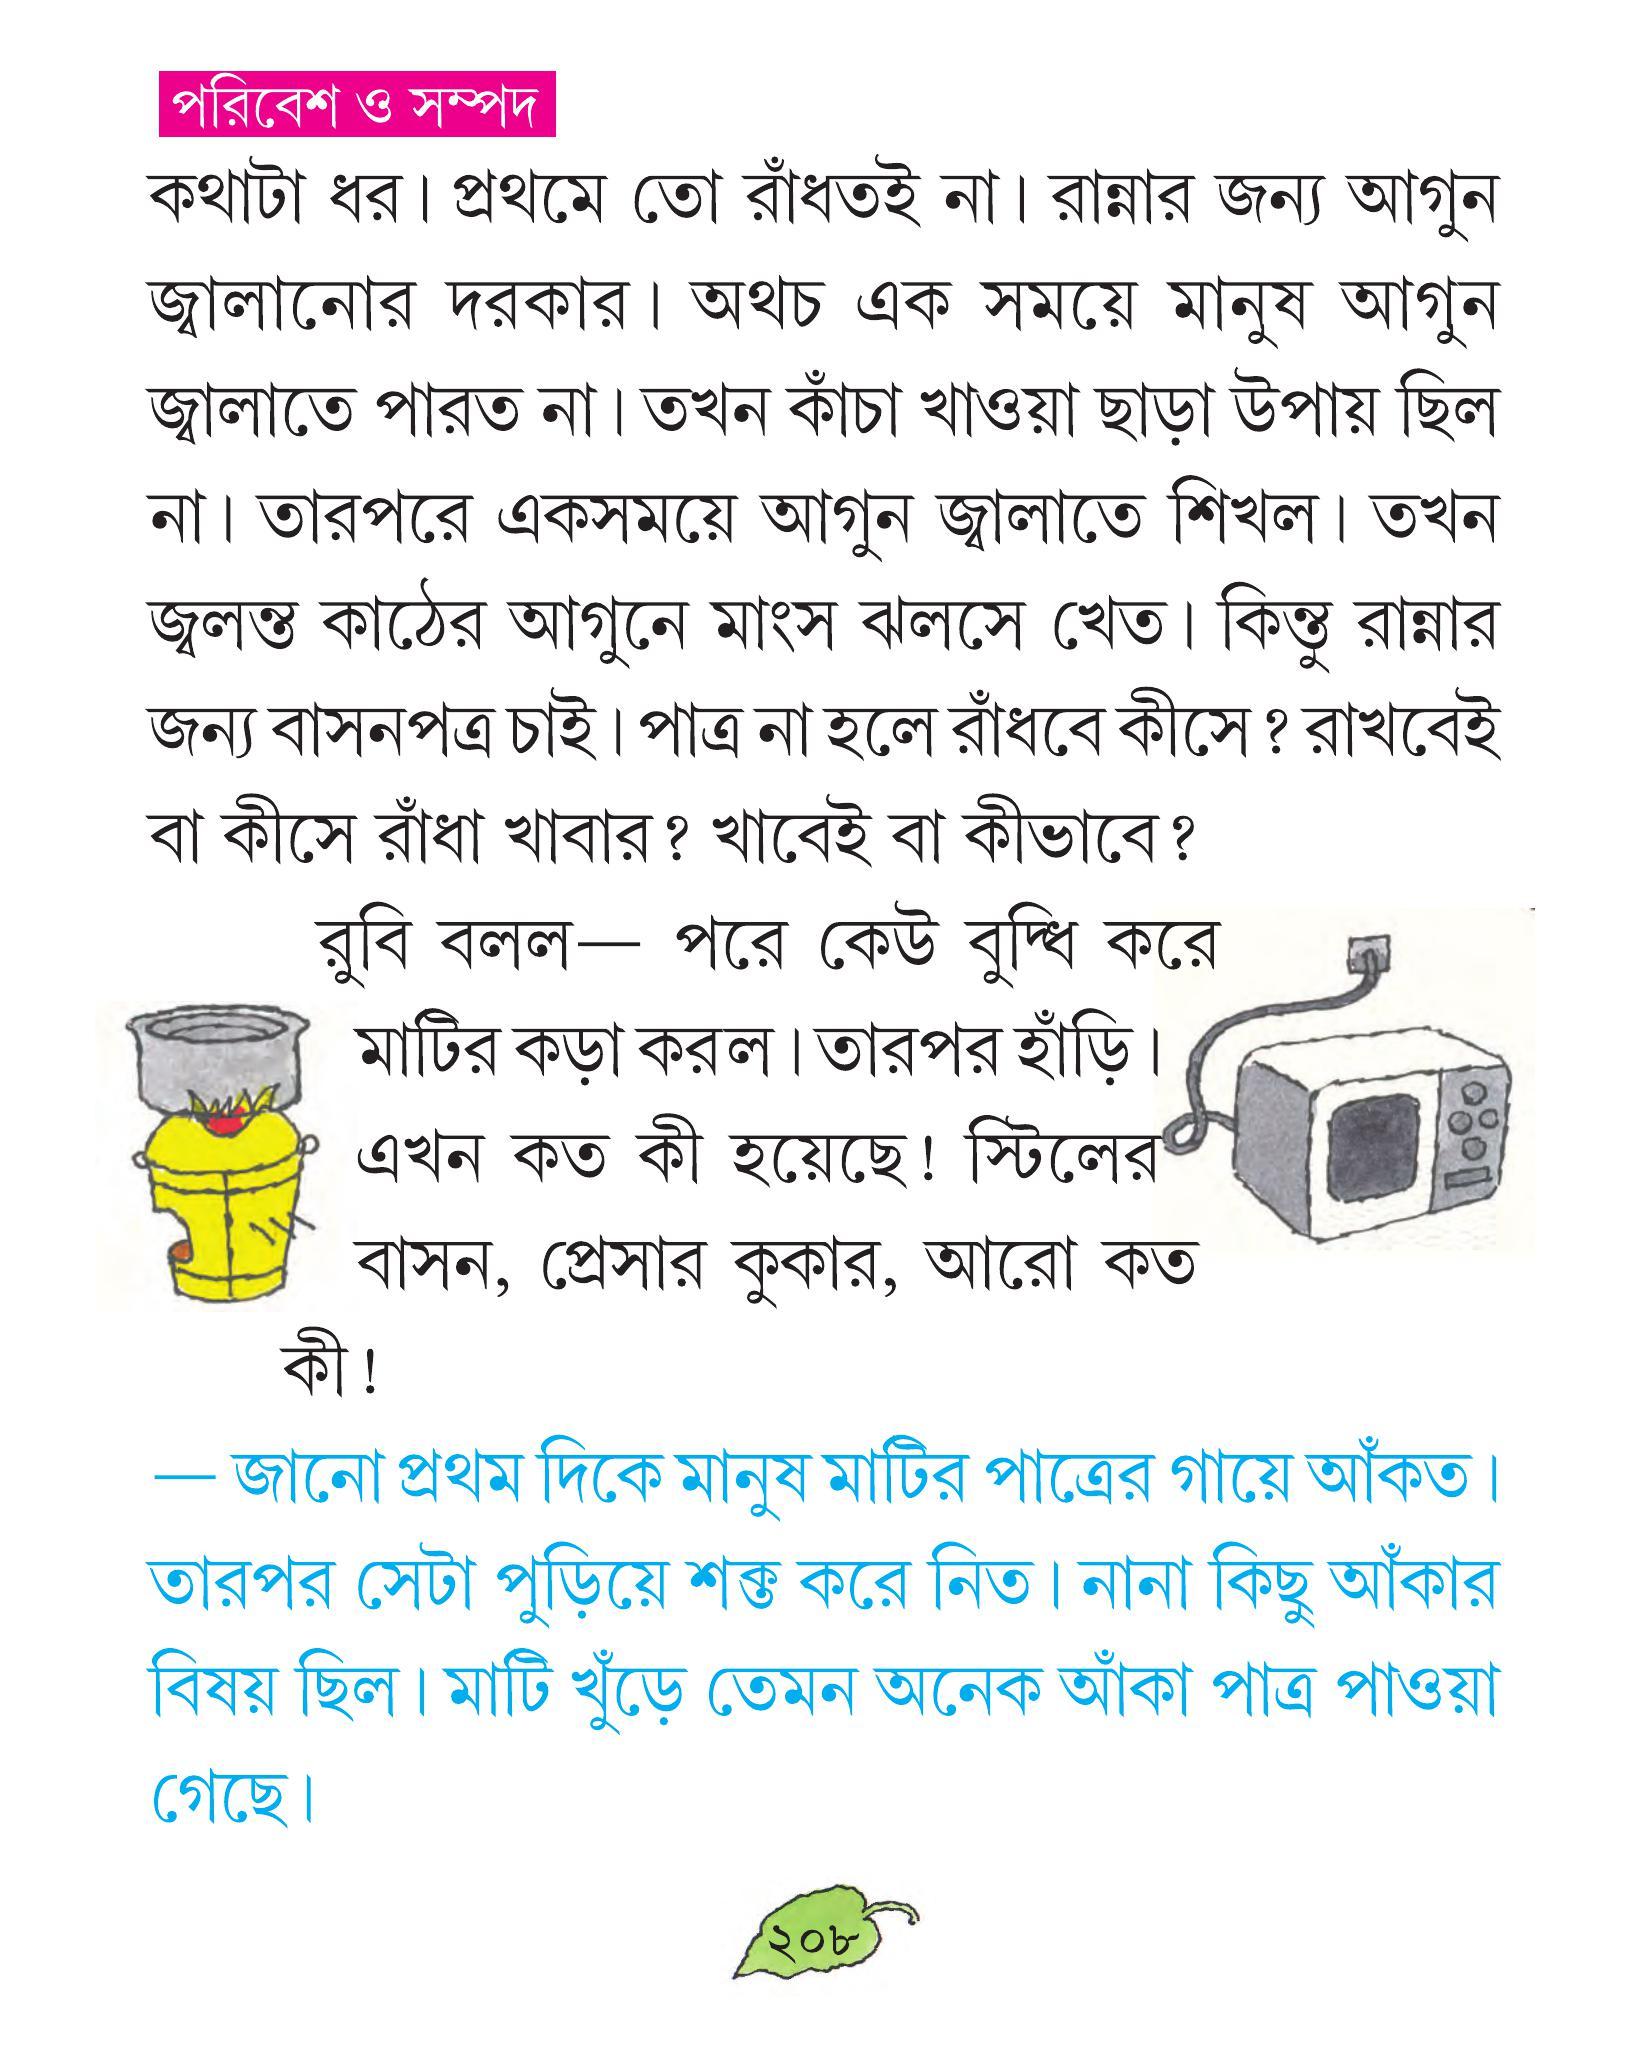 পরিবেশ ও সম্পদ
কথাটা ধর। প্রথমে তো রাঁধতই না। রান্নার জন্য আগুন
জ্বালানোর দরকার। অথচ এক সময়ে মানুষ আগুন
জ্বালাতে পারত না। তখন কাঁচা খাওয়া ছাড়া উপায় ছিল
না। তারপরে একসময়ে আগুন জ্বালাতে শিখল। তখন
জ্বলন্ত কাঠের আগুনে মাংস ঝলসে খেত। কিন্তু রান্নার
জন্য বাসনপত্র চাই। পাত্র না হলে রাঁধবে কীসে? রাখবেই
বা কীসে রাঁধা খাবার? খাবেই বা কীভাবে?
রুবি বলল— পরে কেউ বুদ্ধি করে
মাটির কড়া করল। তারপর হাঁড়ি।
এখন কত কী হয়েছে! স্টিলের
বাসন, প্রেসার কুকার, আরো কত
কী!
— জানো প্রথম দিকে মানুষ মাটির পাত্রের গায়ে আঁকত।
তারপর সেটা পুড়িয়ে শক্ত করে নিত। নানা কিছু আঁকার
বিষয় ছিল। মাটি খুঁড়ে তেমন অনেক আঁকা পাত্র পাওয়া
গেছে।
২০৮